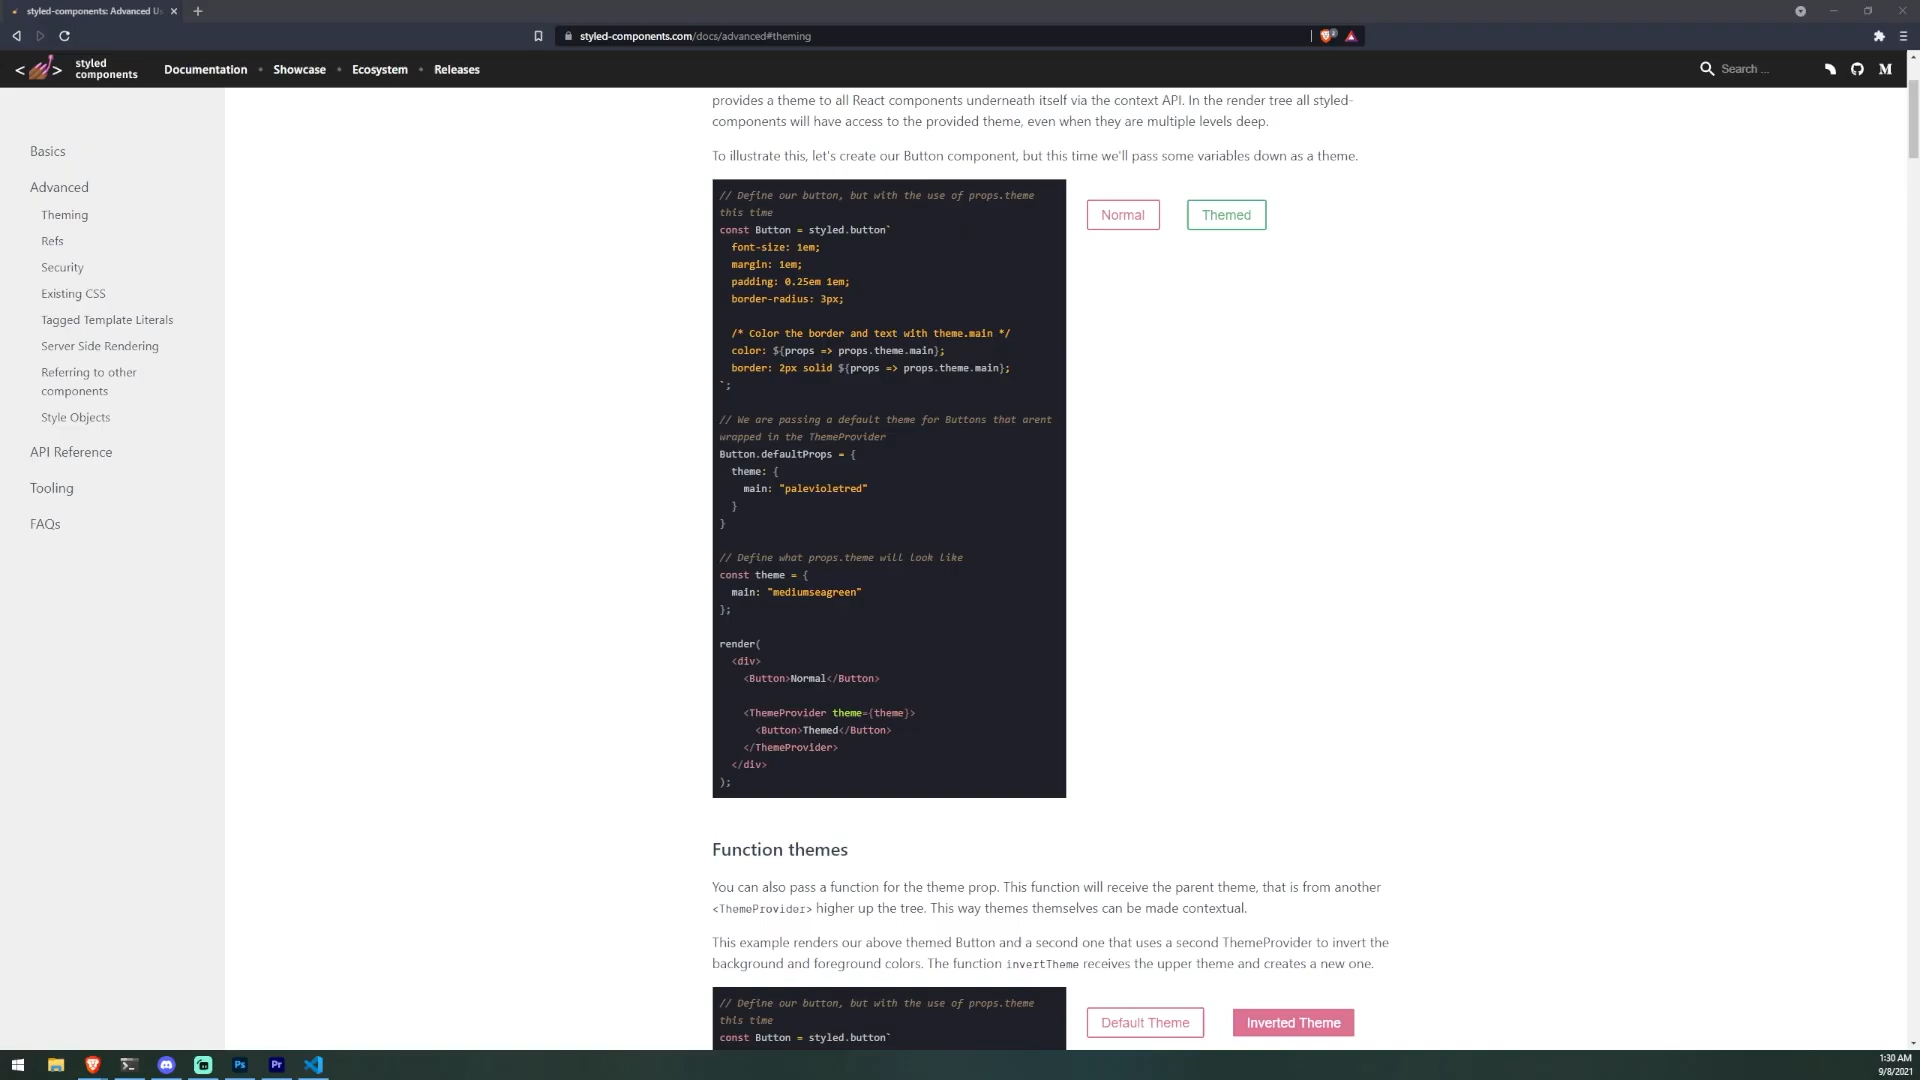 styled-components: Advanced Us
styled-components.com/docs/advanced#theming
2
styled
components
Documentation
Showcase
Ecosystem
Releases
Search ...
Basics
Advanced
Theming
Refs
Security
Existing CSS
Tagged Template Literals
Server Side Rendering
Referring to other
components
Style Objects
API Reference
Tooling
FAQs
provides a theme to all React components underneath itself via the context API. In the render tree all styled-
components will have access to the provided theme, even when they are multiple levels deep.
To illustrate this, let's create our Button component, but this time we'll pass some variables down as a theme.
// Define our button, but with the use of props.theme
this time
const Button = styled.button`
font-size: 1em;
margin: 1em;
padding: 0.25em 1em;
border-radius: 3px;
/* Color the border and text with theme.main */
color: ${props => props.theme.main};
border: 2px solid ${props => props.theme.main};
`;
// We are passing a default theme for Buttons that arent
wrapped in the ThemeProvider
Button.defaultProps = {
theme: {
main: "palevioletred"
}
}
// Define what props.theme will look like
const theme = {
main: "mediumseagreen"
};
render(
<div>
<Button>Normal</Button>
<ThemeProvider theme={theme}>
<Button>Themed</Button>
</ThemeProvider>
</div>
);
Normal
Themed
Function themes
You can also pass a function for the theme prop. This function will receive the parent theme, that is from another
<ThemeProvider> higher up the tree. This way themes themselves can be made contextual.
This example renders our above themed Button and a second one that uses a second ThemeProvider to invert the
background and foreground colors. The function invertTheme receives the upper theme and creates a new one.
// Define our button, but with the use of props.theme
this time
const Button = styled.button`
Default Theme
Inverted Theme
Ps
Pr
1:30 AM
9/8/2021